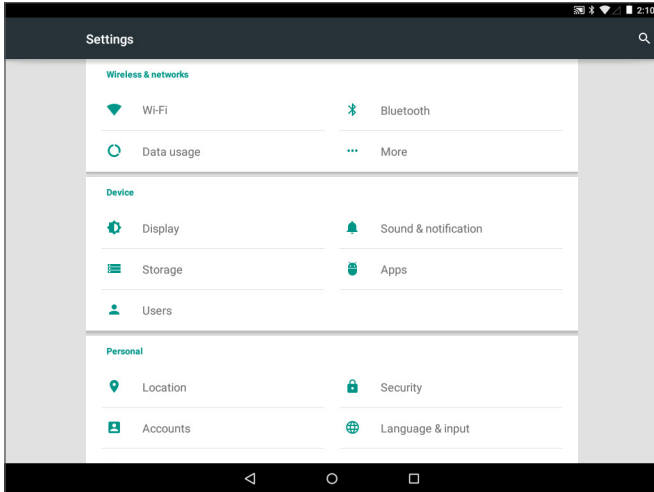 2:10
Settings
Wireless & networks
Wi-Fi
Bluetooth
Data usage
More
Device
Display
Sound & notification
Storage
Apps
Users
Personal
Location
Security
Accounts
Language & input